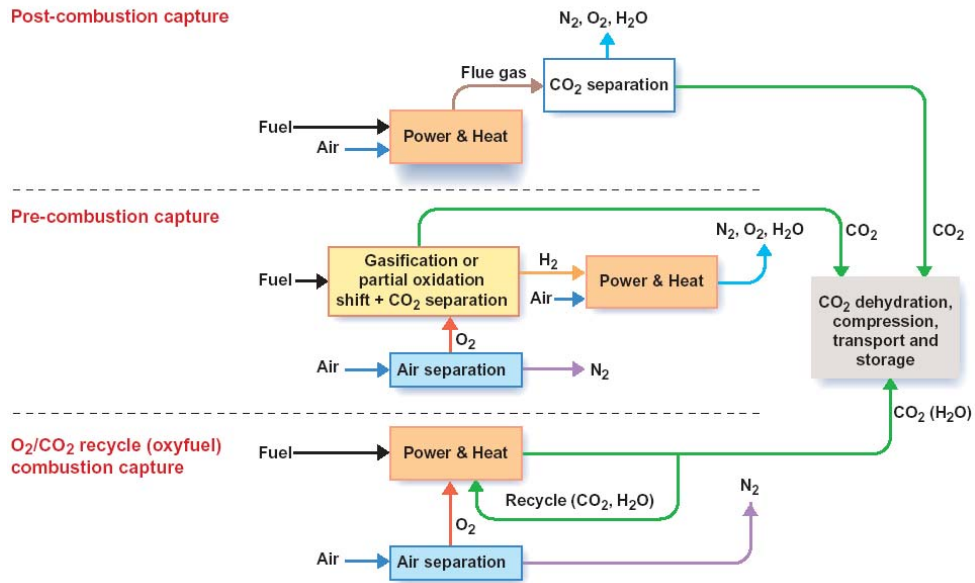 Post-combustion capture
N₂, O₂, H₂O
Flue gas
CO₂ separation
Fuel
Power & Heat
Air
Pre-combustion capture
CO₂
CO₂
N₂, O₂, H₂O
Gasification or
partial oxidation
shift + CO₂ separation
H₂
Fuel
Power & Heat
Air
CO₂ dehydration,
compression,
transport and
storage
O₂
Air
Air separation
N₂
CO₂ (H₂O)
O₂/CO₂ recycle (oxyfuel)
combustion capture
Fuel
Power & Heat
Recycle (CO₂, H₂O)
N₂
O₂
Air
Air separation